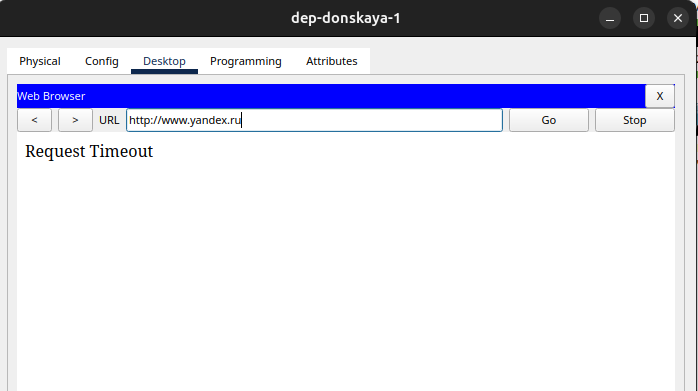 dep-donskaya-1
Physical Config Desktop Programming Attributes
Web Browser X
< > URL http://www.yandex.ru Go Stop
Request Timeout